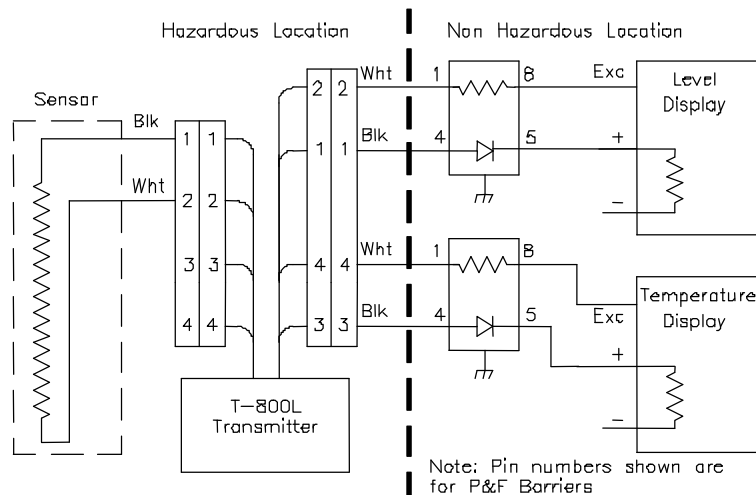 Hazardous Location
Non Hazardous Location
Sensor
Blk
Wht
1 1
2 2
3 3
4 4
T-800L
Transmitter
2 2
1 1
4 4
3 3
Wht
Blk
Wht
Blk
1 8
4 5
1 8
4 5
Exc
Level
Display
+
-
Exc
Temperature
Display
+
-
Note: Pin numbers shown are
for P&F Barriers